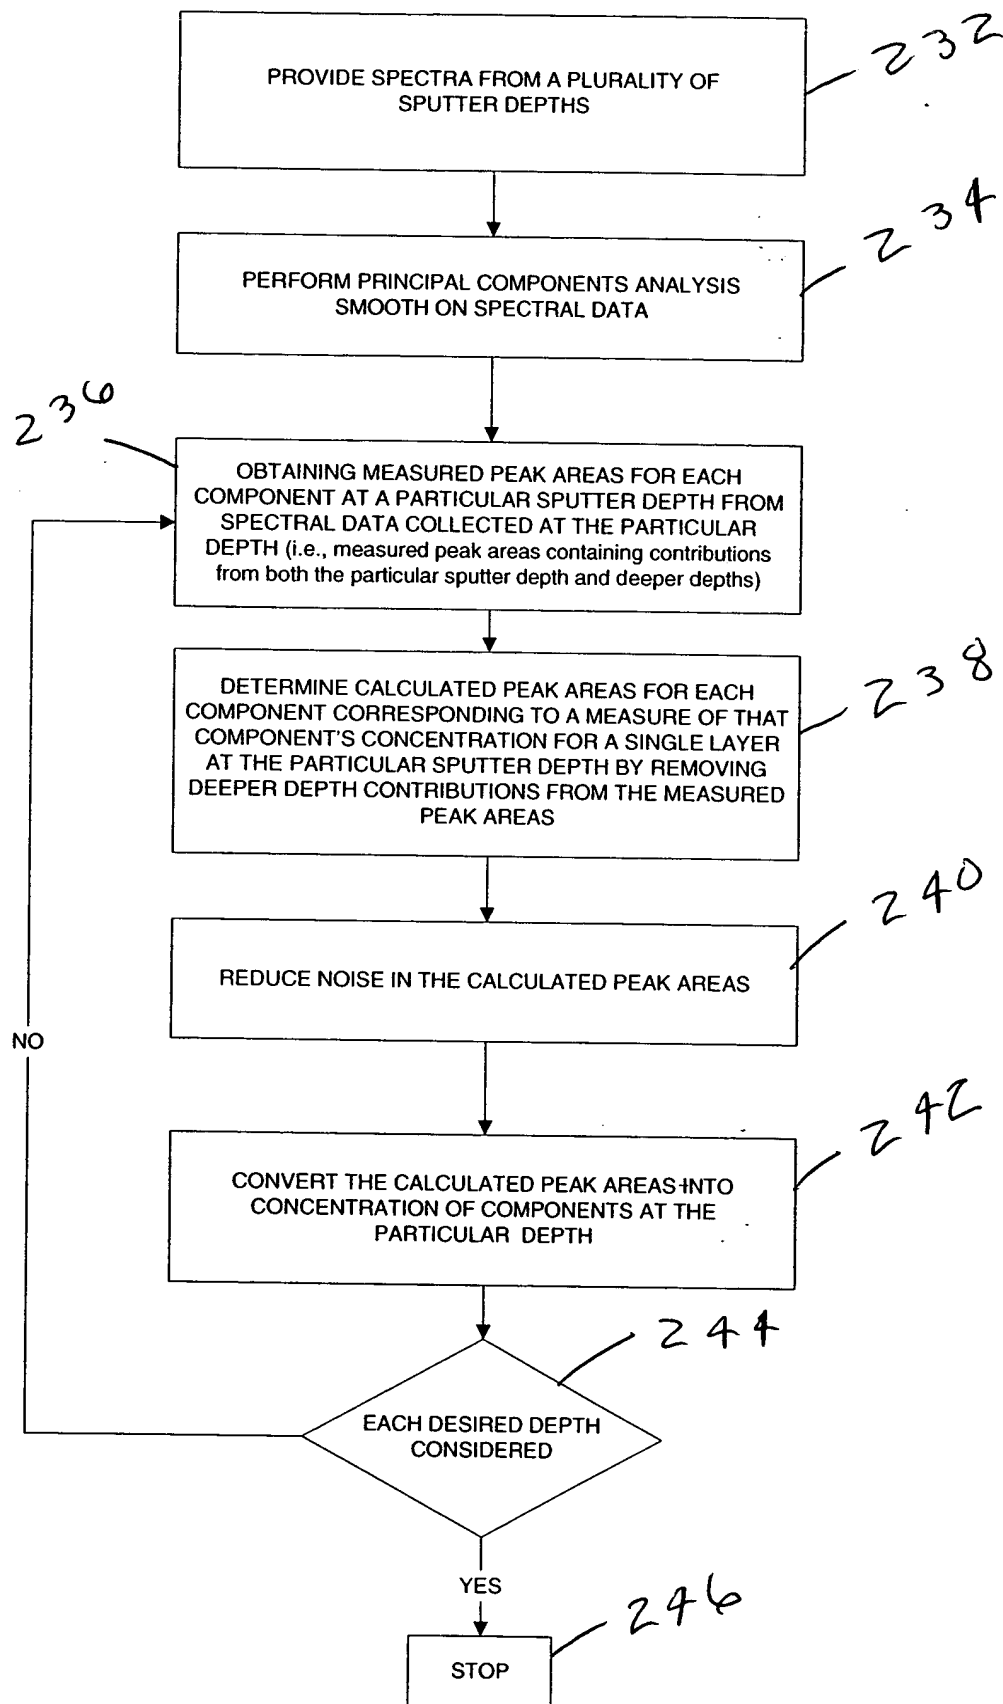 PROVIDE SPECTRA FROM A PLURALITY OF
SPUTTER DEPTHS
232
PERFORM PRINCIPAL COMPONENTS ANALYSIS
SMOOTH ON SPECTRAL DATA
234
236
OBTAINING MEASURED PEAK AREAS FOR EACH
COMPONENT AT A PARTICULAR SPUTTER DEPTH FROM
SPECTRAL DATA COLLECTED AT THE PARTICULAR
DEPTH (i.e., measured peak areas containing contributions
from both the particular sputter depth and deeper depths)
DETERMINE CALCULATED PEAK AREAS FOR EACH
COMPONENT CORRESPONDING TO A MEASURE OF THAT
COMPONENT'S CONCENTRATION FOR A SINGLE LAYER
AT THE PARTICULAR SPUTTER DEPTH BY REMOVING
DEEPER DEPTH CONTRIBUTIONS FROM THE MEASURED
PEAK AREAS
238
REDUCE NOISE IN THE CALCULATED PEAK AREAS
240
NO
CONVERT THE CALCULATED PEAK AREAS INTO
CONCENTRATION OF COMPONENTS AT THE
PARTICULAR DEPTH
242
EACH DESIRED DEPTH
CONSIDERED
244
YES
STOP
246